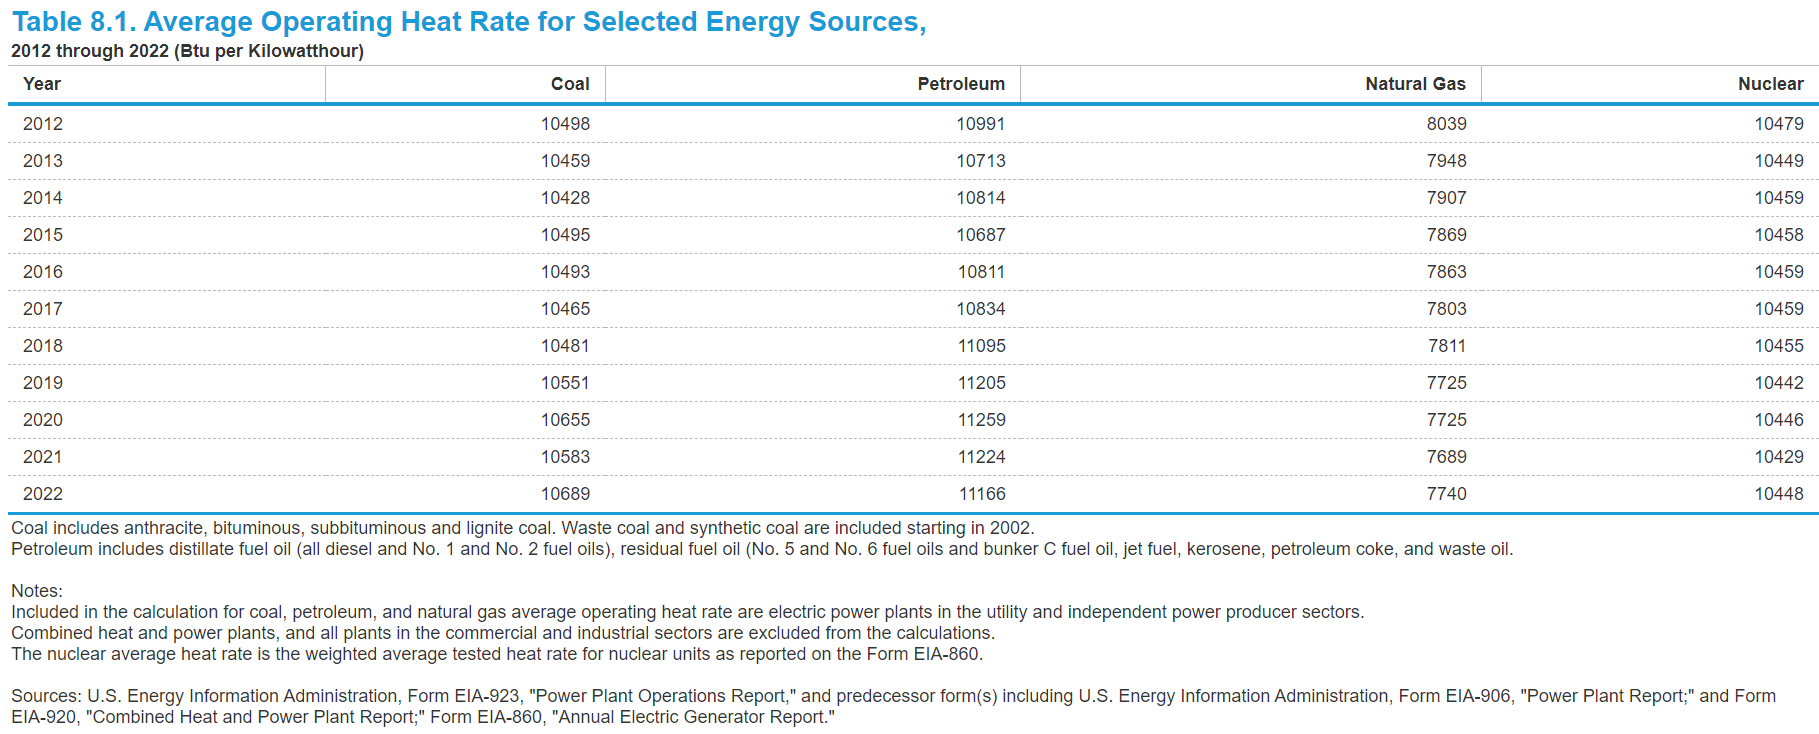 Table 8.1. Average Operating Heat Rate for Selected Energy Sources,
2012 through 2022 (Btu per Kilowatthour)
Year Coal Petroleum Natural Gas Nuclear
2012 10498 10991 8039 10479
2013 10459 10713 7948 10449
2014 10428 10814 7907 10459
2015 10495 10687 7869 10458
2016 10493 10811 7863 10459
2017 10465 10834 7803 10459
2018 10481 11095 7811 10455
2019 10551 11205 7725 10442
2020 10655 11259 7725 10446
2021 10583 11224 7689 10429
2022 10689 11166 7740 10448
Coal includes anthracite, bituminous, subbituminous and lignite coal. Waste coal and synthetic coal are included starting in 2002.
Petroleum includes distillate fuel oil (all diesel and No. 1 and No. 2 fuel oils), residual fuel oil (No. 5 and No. 6 fuel oils and bunker C fuel oil, jet fuel, kerosene, petroleum coke, and waste oil.
Notes:
Included in the calculation for coal, petroleum, and natural gas average operating heat rate are electric power plants in the utility and independent power producer sectors.
Combined heat and power plants, and all plants in the commercial and industrial sectors are excluded from the calculations.
The nuclear average heat rate is the weighted average tested heat rate for nuclear units as reported on the Form EIA-860.
Sources: U.S. Energy Information Administration, Form EIA-923, "Power Plant Operations Report," and predecessor form(s) including U.S. Energy Information Administration, Form EIA-906, "Power Plant Report;" and Form
EIA-920, "Combined Heat and Power Plant Report;" Form EIA-860, "Annual Electric Generator Report."